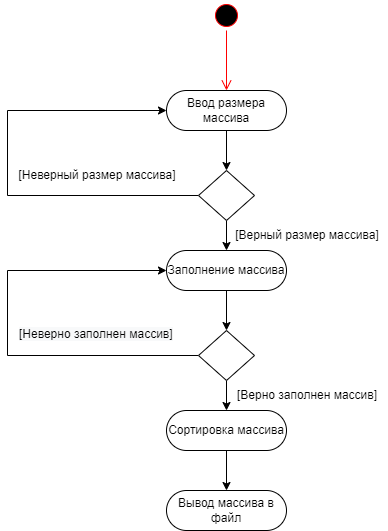 Ввод размера
массива
[Неверный размер массива]
[Верный размер массива]
Заполнение массива
[Неверно заполнен массив]
[Верно заполнен массив]
Сортировка массива
Вывод массива в
файл